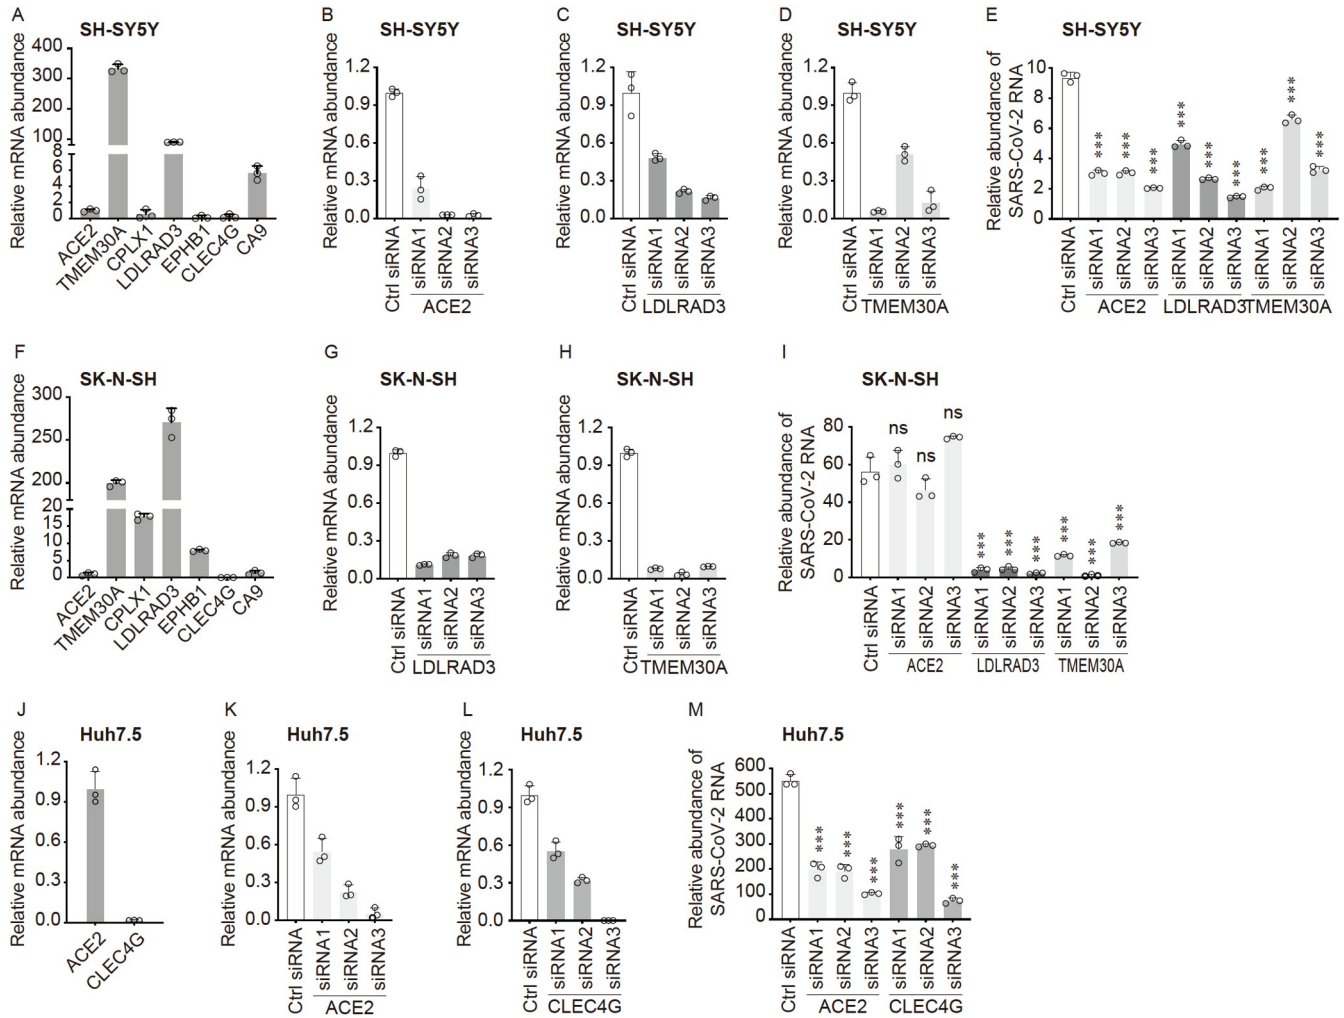 A
SH-SY5Y
Relative mRNA abundance
400
300
200
100
8
6
4
2
0
ACE2
TMEM30A
CPLX1
LDLRAD3
EPHB1
CLEC4G
CA9
B
SH-SY5Y
Relative mRNA abundance
1.2
0.9
0.6
0.3
0.0
Ctrl siRNA
siRNA1
siRNA2
siRNA3
ACE2
C
SH-SY5Y
Relative mRNA abundance
1.2
0.9
0.6
0.3
0.0
Ctrl siRNA
siRNA1
siRNA2
siRNA3
LDLRAD3
D
SH-SY5Y
Relative mRNA abundance
1.2
0.9
0.6
0.3
0.0
Ctrl siRNA
siRNA1
siRNA2
siRNA3
TMEM30A
E
SH-SY5Y
Relative abundance of
SARS-CoV-2 RNA
10
8
6
4
2
0
***
***
***
***
***
***
***
***
***
Ctrl siRNA
siRNA1
siRNA2
siRNA3
siRNA1
siRNA2
siRNA3
siRNA1
siRNA2
siRNA3
ACE2
LDLRAD3
TMEM30A
F
SK-N-SH
Relative mRNA abundance
300
250
200
20
15
10
5
0
ACE2
TMEM30A
CPLX1
LDLRAD3
EPHB1
CLEC4G
CA9
G
SK-N-SH
Relative mRNA abundance
1.2
0.9
0.6
0.3
0.0
Ctrl siRNA
siRNA1
siRNA2
siRNA3
LDLRAD3
H
SK-N-SH
Relative mRNA abundance
1.2
0.9
0.6
0.3
0.0
Ctrl siRNA
siRNA1
siRNA2
siRNA3
TMEM30A
I
SK-N-SH
Relative abundance of
SARS-CoV-2 RNA
80
60
40
20
0
ns
ns
ns
***
***
***
***
***
***
Ctrl siRNA
siRNA1
siRNA2
siRNA3
siRNA1
siRNA2
siRNA3
siRNA1
siRNA2
siRNA3
ACE2
LDLRAD3
TMEM30A
J
Huh7.5
Relative mRNA abundance
1.2
0.9
0.6
0.3
0.0
ACE2
CLEC4G
K
Huh7.5
Relative mRNA abundance
1.2
0.9
0.6
0.3
0.0
Ctrl siRNA
siRNA1
siRNA2
siRNA3
ACE2
L
Huh7.5
Relative mRNA abundance
1.2
0.9
0.6
0.3
0.0
Ctrl siRNA
siRNA1
siRNA2
siRNA3
CLEC4G
M
Huh7.5
Relative abundance of
SARS-CoV-2 RNA
600
500
400
300
200
100
0
***
***
***
***
***
***
Ctrl siRNA
siRNA1
siRNA2
siRNA3
siRNA1
siRNA2
siRNA3
ACE2
CLEC4G